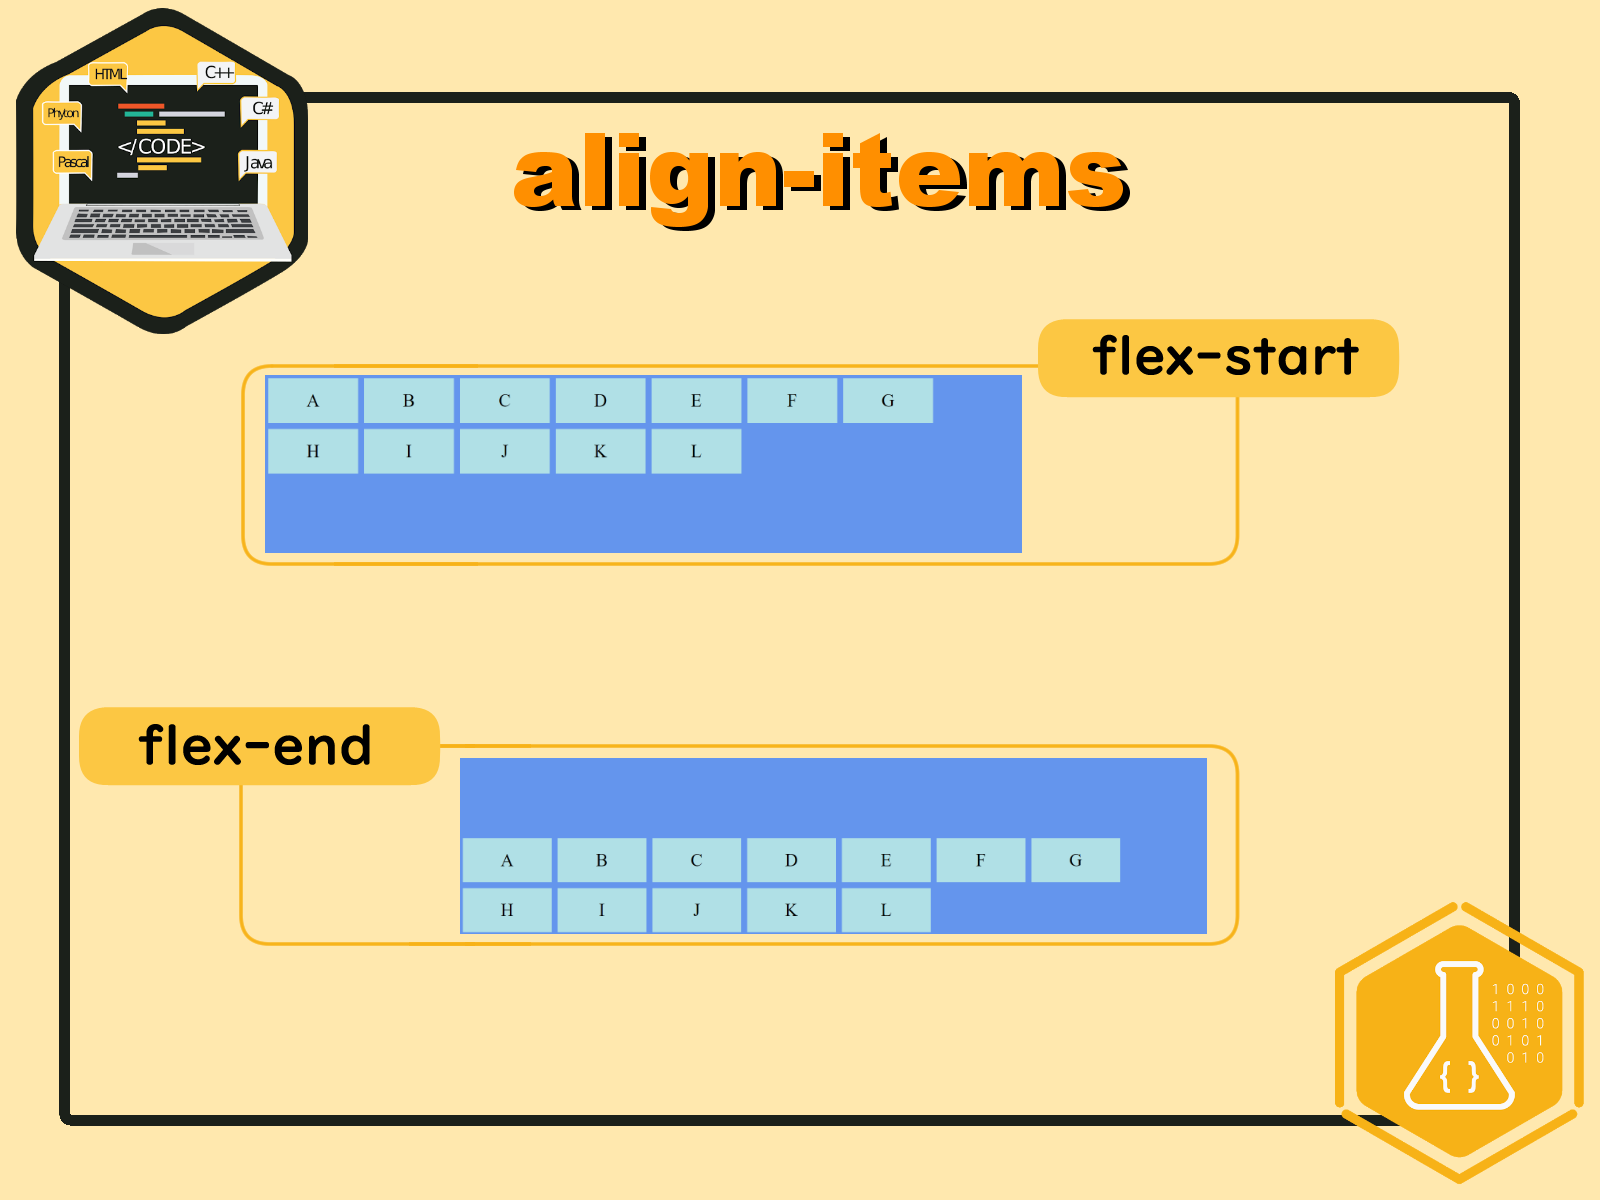 HTML
C++
Phyton
C#
</CODE>
Pascal
Java
align-items
flex-start
A B C D E F G
H I J K L
flex-end
A B C D E F G
H I J K L
1 0 0 0
1 1 1 0
0 0 1 0
0 1 0 1
0 1 0
{ }